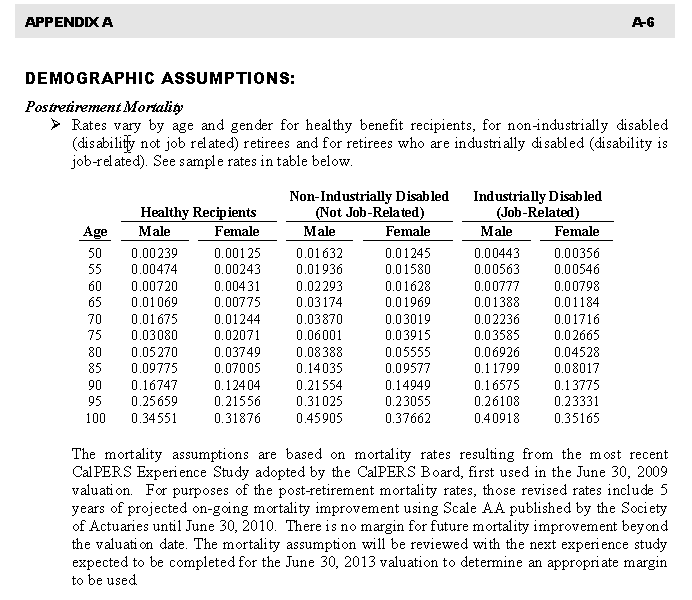 APPENDIX A A-6
DEMOGRAPHIC ASSUMPTIONS:
Postretirement Mortality
➢ Rates vary by age and gender for healthy benefit recipients, for non-industrially disabled
(disability not job related) retirees and for retirees who are industrially disabled (disability is
job-related). See sample rates in table below.
Non-Industrially Disabled Industrially Disabled
Healthy Recipients (Not Job-Related) (Job-Related)
Age Male Female Male Female Male Female
50 0.00239 0.00125 0.01632 0.01245 0.00443 0.00356
55 0.00474 0.00243 0.01936 0.01580 0.00563 0.00546
60 0.00720 0.00431 0.02293 0.01628 0.00777 0.00798
65 0.01069 0.00775 0.03174 0.01969 0.01388 0.01184
70 0.01675 0.01244 0.03870 0.03019 0.02236 0.01716
75 0.03080 0.02071 0.06001 0.03915 0.03585 0.02665
80 0.05270 0.03749 0.08388 0.05555 0.06926 0.04528
85 0.09775 0.07005 0.14035 0.09577 0.11799 0.08017
90 0.16747 0.12404 0.21554 0.14949 0.16575 0.13775
95 0.25659 0.21556 0.31025 0.23055 0.26108 0.23331
100 0.34551 0.31876 0.45905 0.37662 0.40918 0.35165
The mortality assumptions are based on mortality rates resulting from the most recent
CalPERS Experience Study adopted by the CalPERS Board, first used in the June 30, 2009
valuation. For purposes of the post-retirement mortality rates, those revised rates include 5
years of projected on-going mortality improvement using Scale AA published by the Society
of Actuaries until June 30, 2010. There is no margin for future mortality improvement beyond
the valuation date. The mortality assumption will be reviewed with the next experience study
expected to be completed for the June 30, 2013 valuation to determine an appropriate margin
to be used.